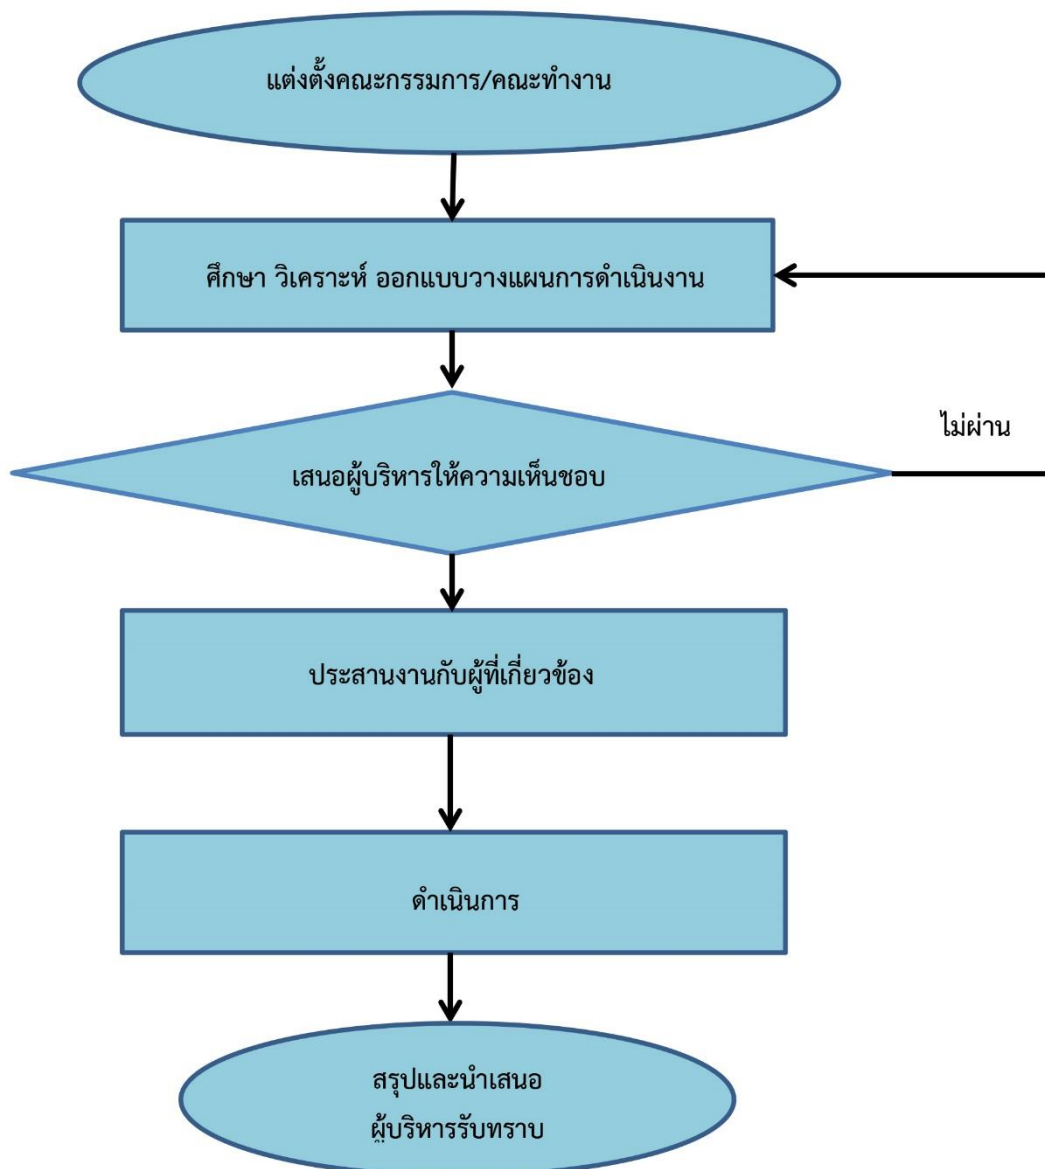 แต่งตั้งคณะกรรมการ/คณะทำงาน
ศึกษา วิเคราะห์ ออกแบบวางแผนการดำเนินงาน
ไม่ผ่าน
เสนอผู้บริหารให้ความเห็นชอบ
ประสานงานกับผู้ที่เกี่ยวข้อง
ดำเนินการ
สรุปและนำเสนอ
ผู้บริหารรับทราบ